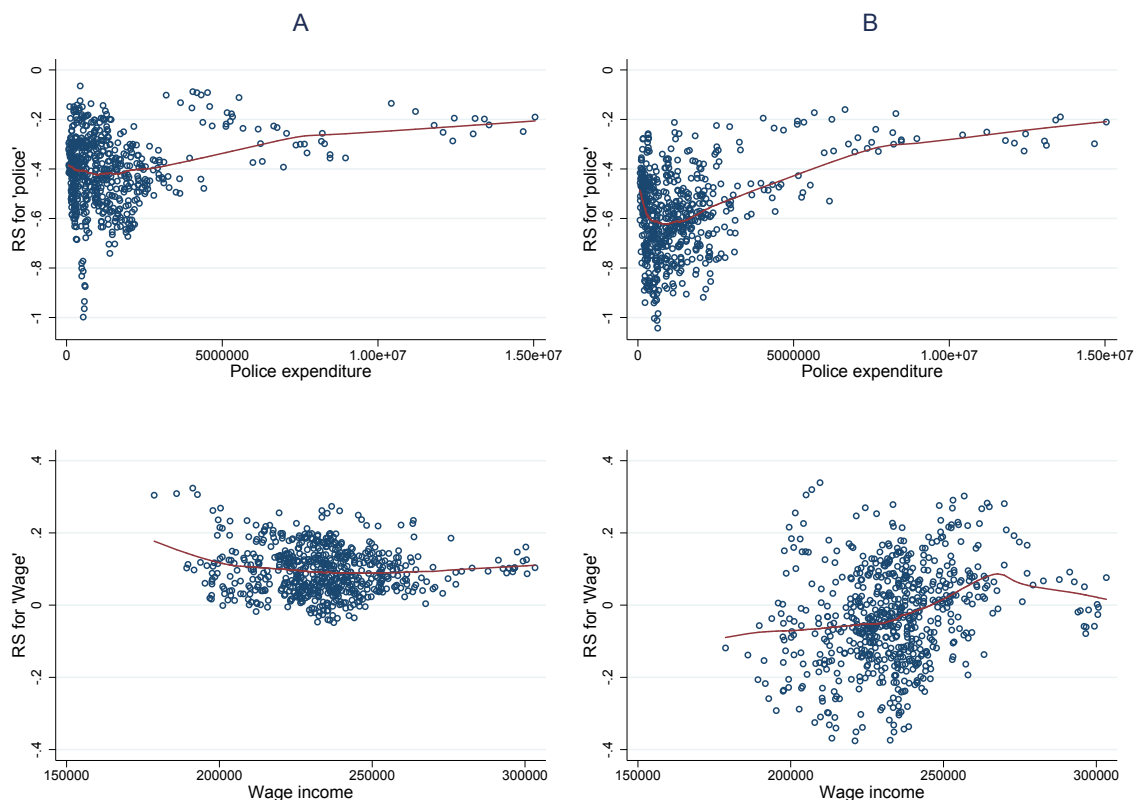 A
B
RS for 'police'
0
-.2
-.4
-.6
-.8
-1
0
5000000
1.00e+07
1.50e+07
Police expenditure
RS for 'police'
0
-.2
-.4
-.6
-.8
-1
0
5000000
1.00e+07
1.50e+07
Police expenditure
RS for 'Wage'
.4
.2
0
-.2
-.4
150000
200000
250000
300000
Wage income
RS for 'Wage'
.4
.2
0
-.2
-.4
150000
200000
250000
300000
Wage income